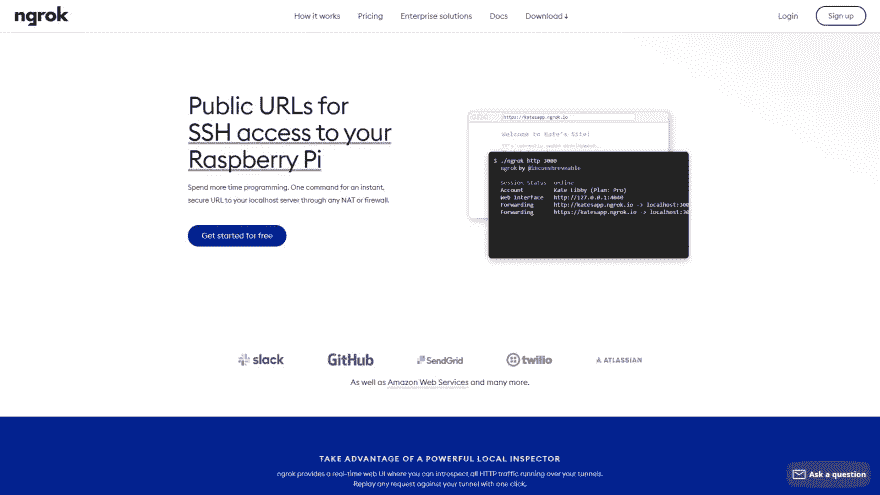 ngrok
How it works Pricing Enterprise solutions Docs Download ↓
Login Sign up
Public URLs for
SSH access to your
Raspberry Pi
Spend more time programming. One command for an instant,
secure URL to your localhost server through any NAT or firewall.
Get started for free
https://katesapp.ngrok.io
Welcome to Kate's Site!
$ ./ngrok http 3000
ngrok by @inconshreveable
Session Status online
Account Kate Libby (Plan: Pro)
Web Interface http://127.0.0.1:4040
Forwarding http://katesapp.ngrok.io -> localhost:300
Forwarding https://katesapp.ngrok.io -> localhost:30
slack GitHub SendGrid twilio ATLASSIAN
As well as Amazon Web Services and many more.
TAKE ADVANTAGE OF A POWERFUL LOCAL INSPECTOR
ngrok provides a real-time web UI where you can introspect all HTTP traffic running over your tunnels.
Replay any request against your tunnel with one click.
Ask a question